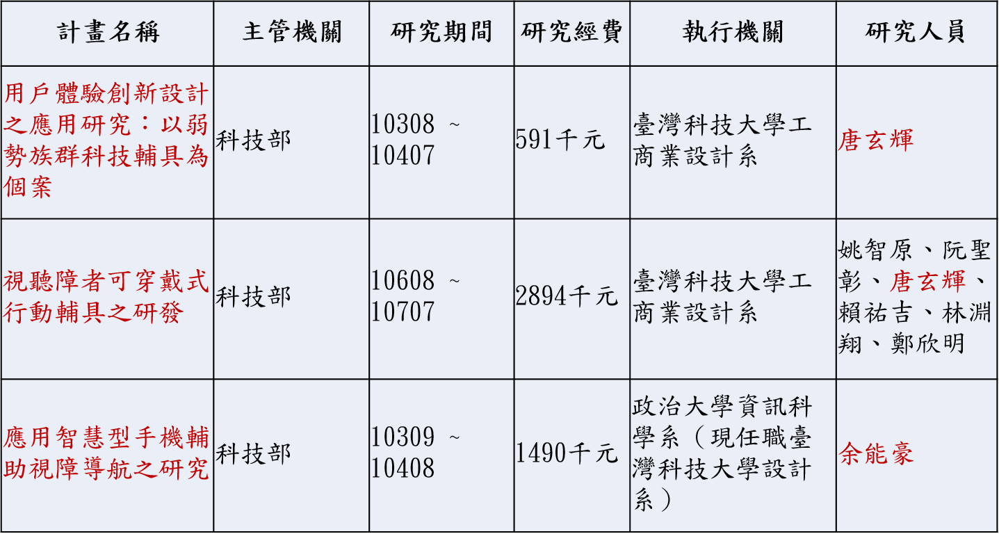 計畫名稱 主管機關 研究期間 研究經費 執行機關 研究人員
用戶體驗創新設計
之應用研究：以弱
勢族群科技輔具為
個案
科技部
10308 ~
10407
591千元
臺灣科技大學工
商業設計系
唐玄輝
視聽障者可穿戴式
行動輔具之研發
科技部
10608 ~
10707
2894千元
臺灣科技大學工
商業設計系
姚智原、阮聖
彰、唐玄輝、
賴祐吉、林淵
翔、鄭欣明
應用智慧型手機輔
助視障導航之研究
科技部
10309 ~
10408
1490千元
政治大學資訊科
學系（現任職臺
灣科技大學設計
系）
余能豪